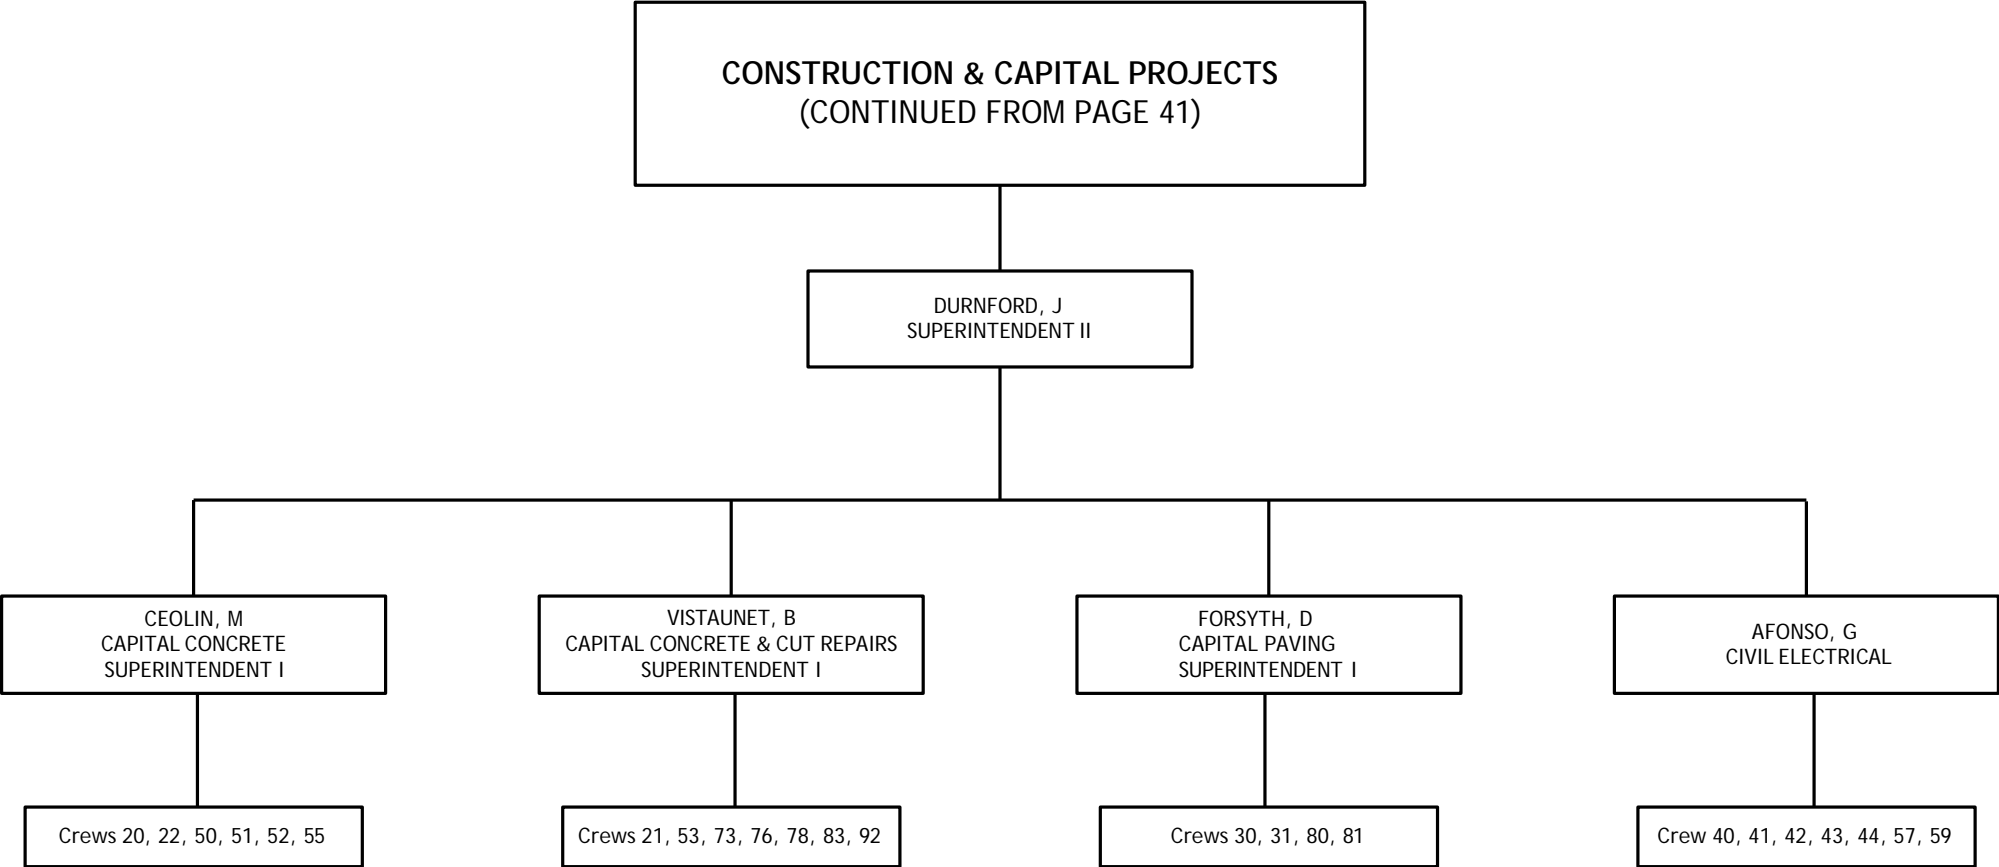 CONSTRUCTION & CAPITAL PROJECTS
(CONTINUED FROM PAGE 41)
DURNFORD, J
SUPERINTENDENT II
CEOLIN, M
CAPITAL CONCRETE
SUPERINTENDENT I
VISTAUNET, B
CAPITAL CONCRETE & CUT REPAIRS
SUPERINTENDENT I
FORSYTH, D
CAPITAL PAVING
SUPERINTENDENT I
AFONSO, G
CIVIL ELECTRICAL
Crews 20, 22, 50, 51, 52, 55
Crews 21, 53, 73, 76, 78, 83, 92
Crews 30, 31, 80, 81
Crew 40, 41, 42, 43, 44, 57, 59